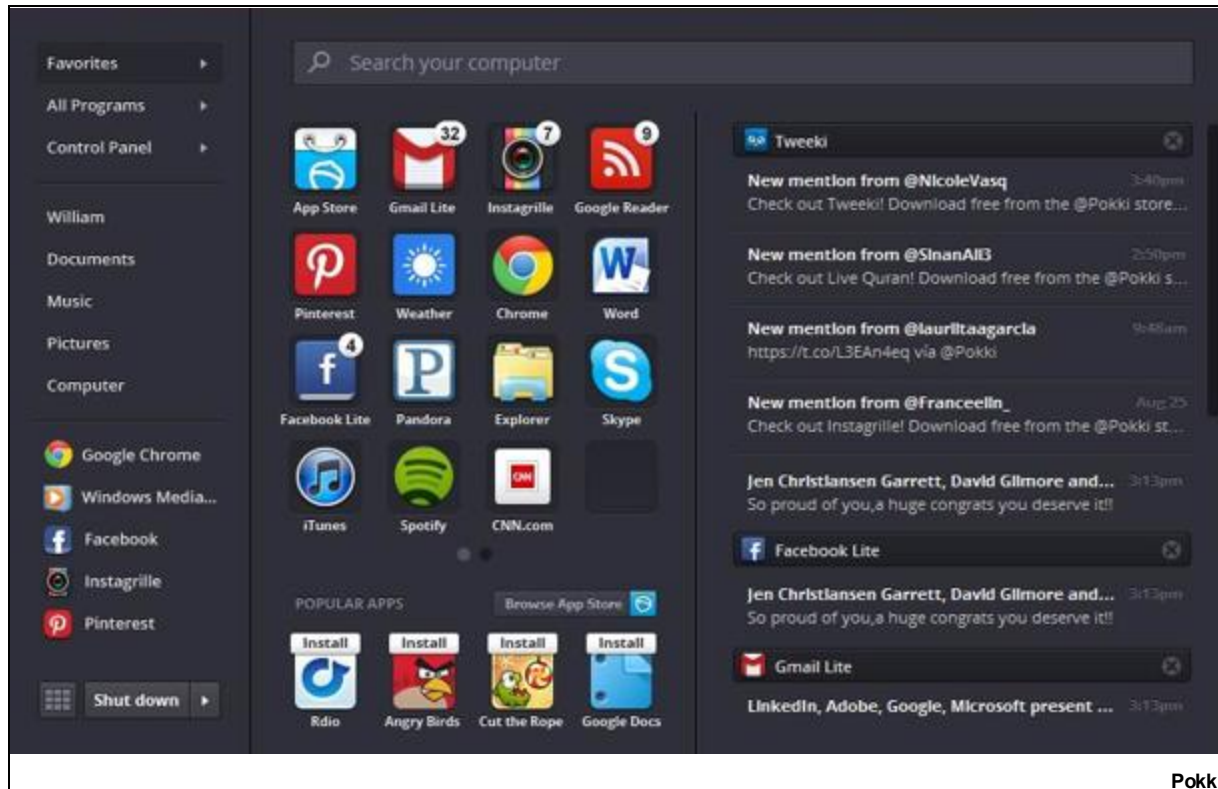 Favorites
All Programs
Control Panel
William
Documents
Music
Pictures
Computer
Google Chrome
Windows Media...
Facebook
Instagrille
Pinterest
Shut down
Search your computer
32
7
9
App Store
Gmail Lite
Instagrille
Google Reader
W
Pinterest
Weather
Chrome
Word
4
f
P
S
Facebook Lite
Pandora
Explorer
Skype
CNN
iTunes
Spotify
CNN.com
POPULAR APPS
Browse App Store
Install
Install
Install
Install
Rdio
Angry Birds
Cut the Rope
Google Docs
Tweeki
New mention from @NicoleVasq 3:40pm
Check out Tweeki! Download free from the @Pokki store...
New mention from @SinanAli3 2:50pm
Check out Live Quran! Download free from the @Pokki s...
New mention from @lauriitaagarcia 9:48am
https://t.co/L3EAn4eq vía @Pokki
New mention from @Franceelin_ Aug 25
Check out Instagrille! Download free from the @Pokki st...
Jen Christiansen Garrett, David Gilmore and... 3:13pm
So proud of you,a huge congrats you deserve it!!
Facebook Lite
Jen Christiansen Garrett, David Gilmore and... 3:13pm
So proud of you,a huge congrats you deserve it!!
Gmail Lite
LinkedIn, Adobe, Google, Microsoft present ... 3:13pm
Pokk